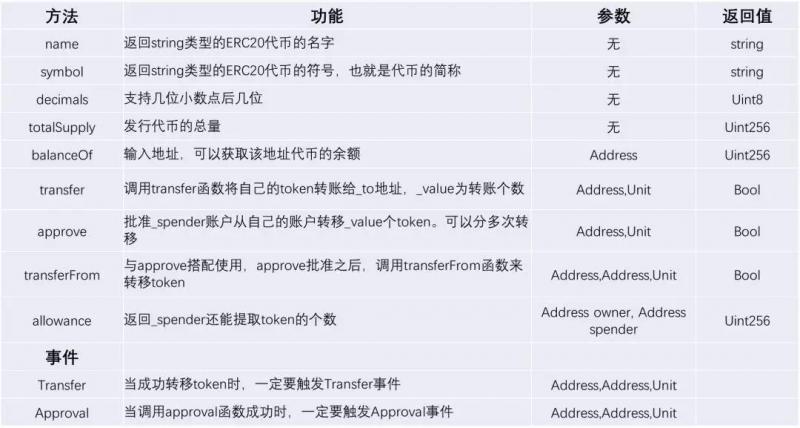 方法 功能 参数 返回值
name 返回string类型的ERC20代币的名字 无 string
symbol 返回string类型的ERC20代币的符号，也就是代币的简称 无 string
decimals 支持几位小数点后几位 无 Uint8
totalSupply 发行代币的总量 无 Uint256
balanceOf 输入地址，可以获取该地址代币的余额 Address Uint256
transfer 调用transfer函数将自己的token转账给_to地址，_value为转账个数 Address,Unit Bool
approve 批准_spender账户从自己的账户转移_value个token。可以分多次转
移 Address,Unit Bool
transferFrom 与approve搭配使用，approve批准之后，调用transferFrom函数来
转移token Address,Address,Unit Bool
allowance 返回_spender还能提取token的个数 Address owner, Address
spender Uint256
事件
Transfer 当成功转移token时，一定要触发Transfer事件 Address,Address,Unit
Approval 当调用approval函数成功时，一定要触发Approval事件 Address,Address,Unit